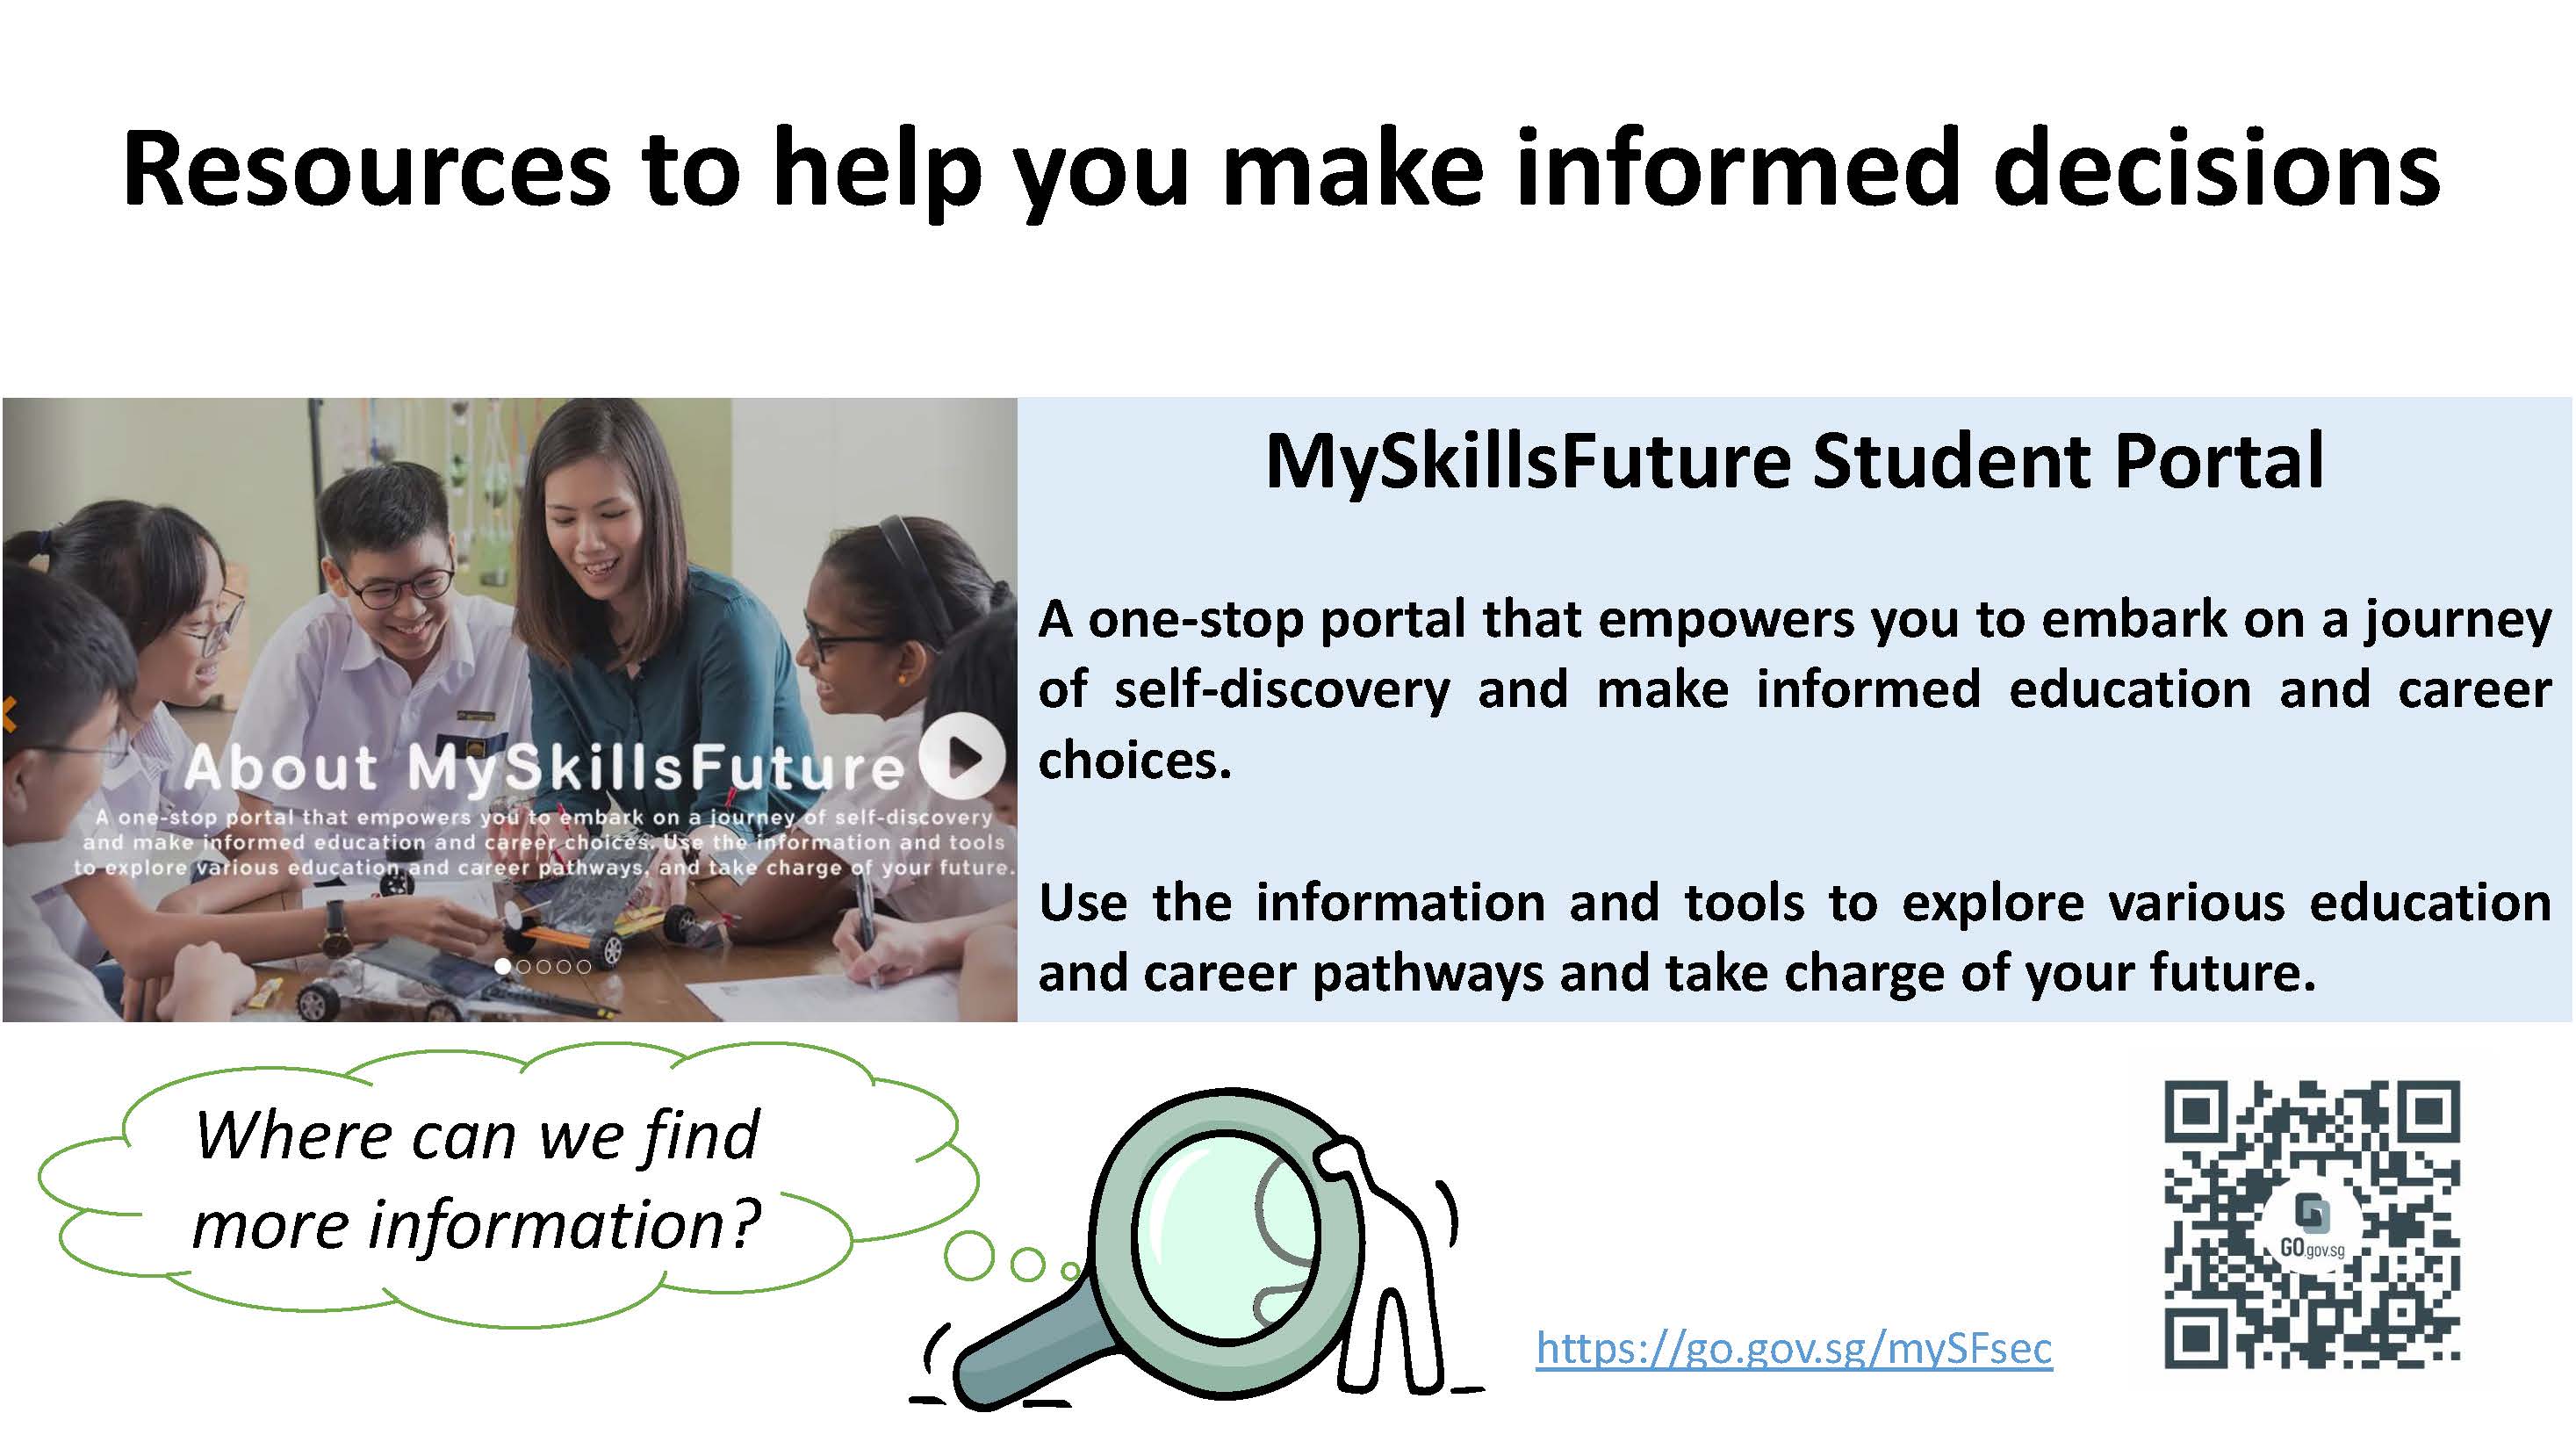 Resources to help you make informed decisions
About MySkillsFuture
A one-stop portal that empowers you to embark on a journey of self-discovery
and make informed education and career choices. Use the information and tools
to explore various education and career pathways, and take charge of your future.
MySkillsFuture Student Portal
A one-stop portal that empowers you to embark on a journey
of self-discovery and make informed education and career
choices.
Use the information and tools to explore various education
and career pathways and take charge of your future.
Where can we find
more information?
https://go.gov.sg/mySFsec
GO.gov.sg